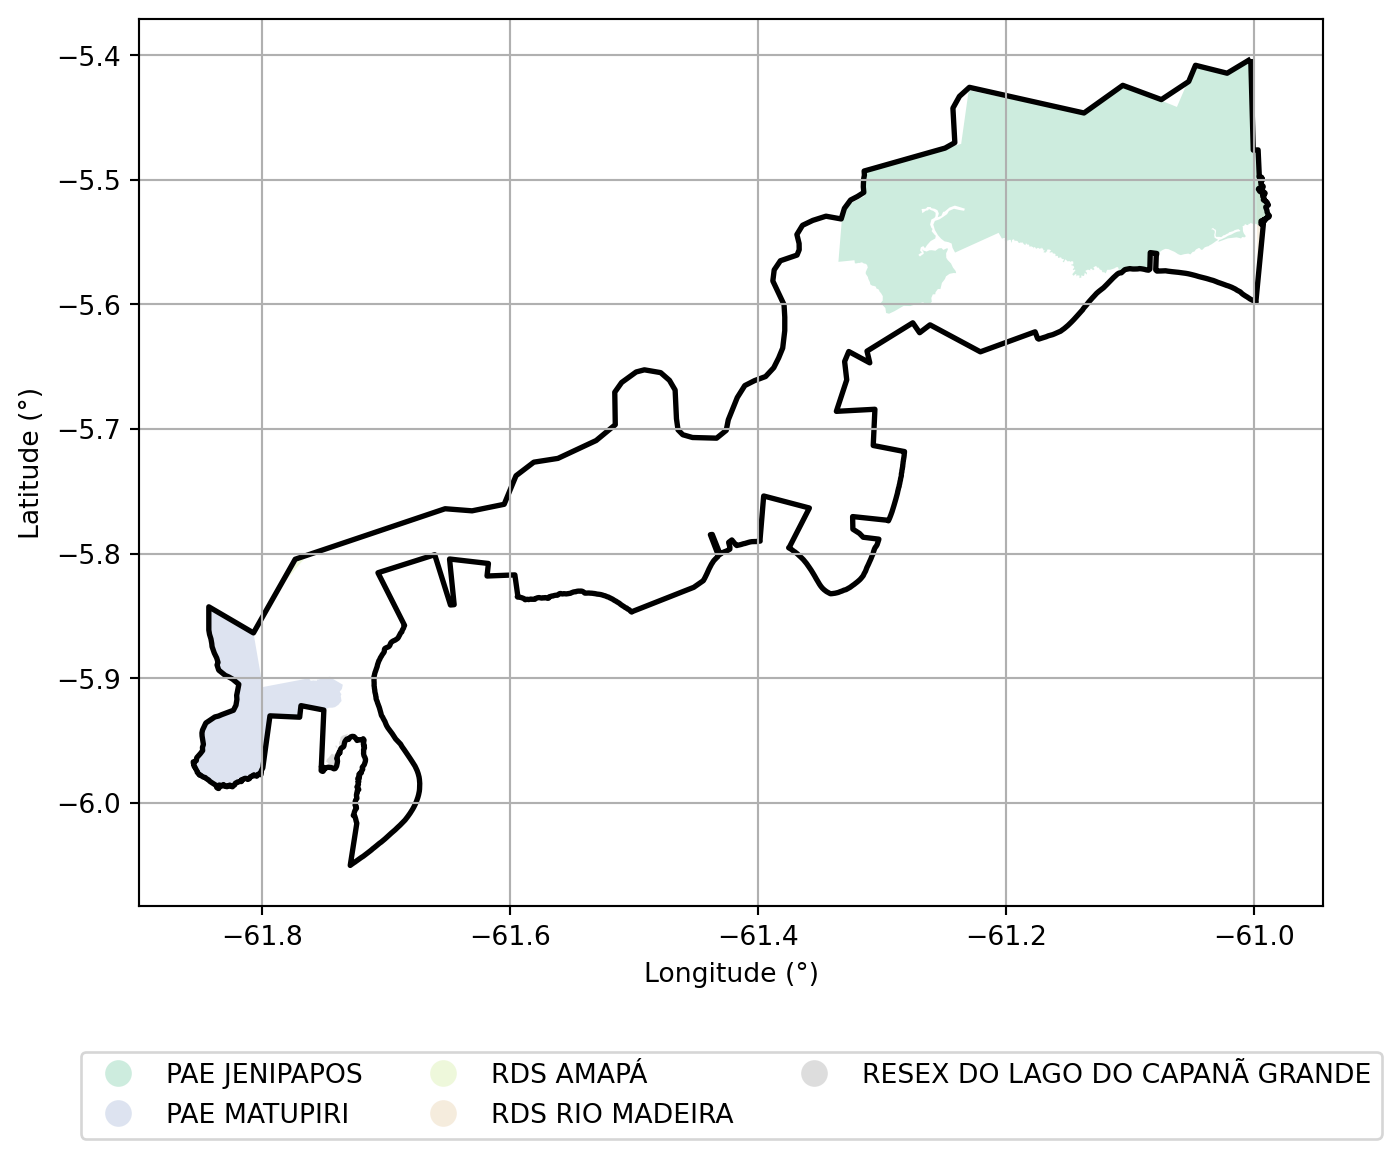 −5.4
−5.5
−5.6
−5.7
−5.8
−5.9
−6.0
Latitude (°)
−61.8 −61.6 −61.4 −61.2 −61.0
Longitude (°)
PAE JENIPAPOS RDS AMAPÁ RESEX DO LAGO DO CAPANÃ GRANDE
PAE MATUPIRI RDS RIO MADEIRA